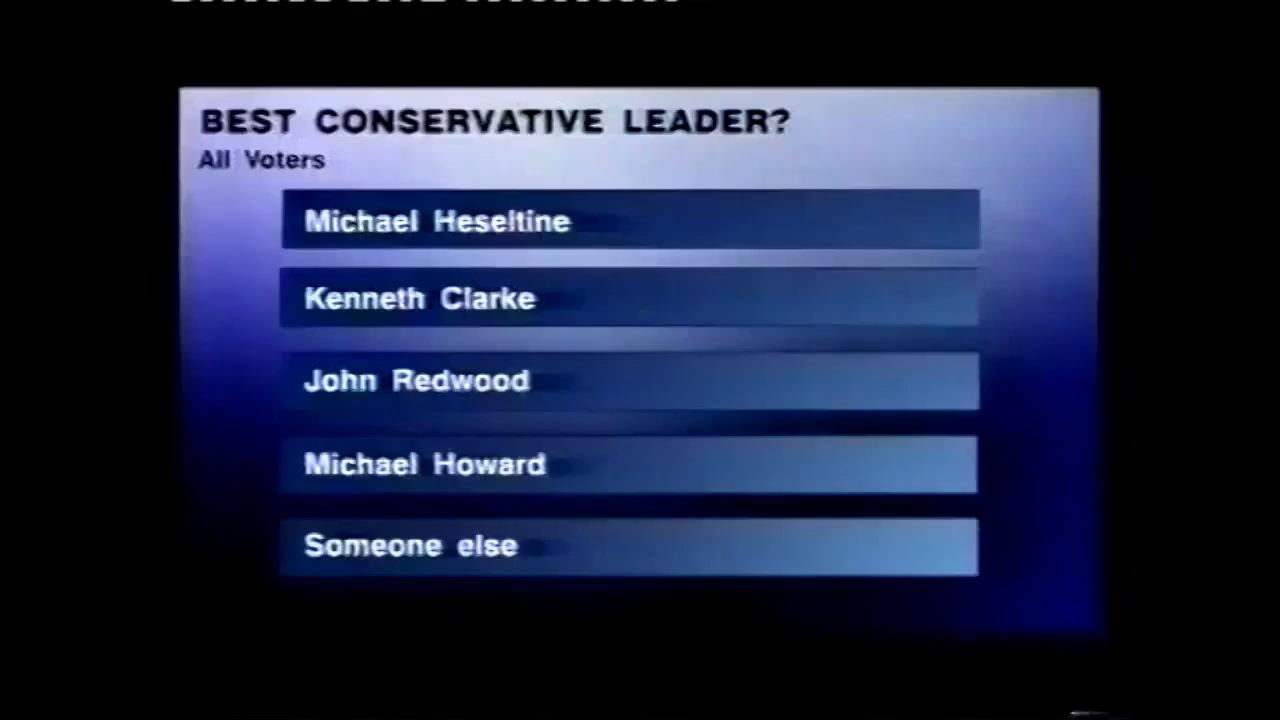 BEST CONSERVATIVE LEADER?
All Voters
Michael Heseltine
Kenneth Clarke
John Redwood
Michael Howard
Someone else